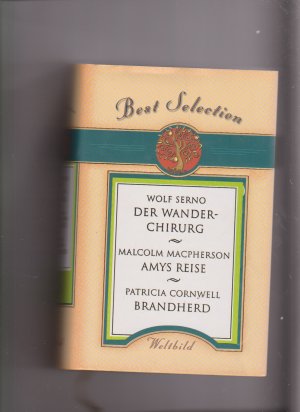 Best Selection
WOLF SERNO
DER WANDER-
CHIRURG
~
MALCOLM MACPHERSON
AMYS REISE
~
PATRICIA CORNWELL
BRANDHERD
Weltbild